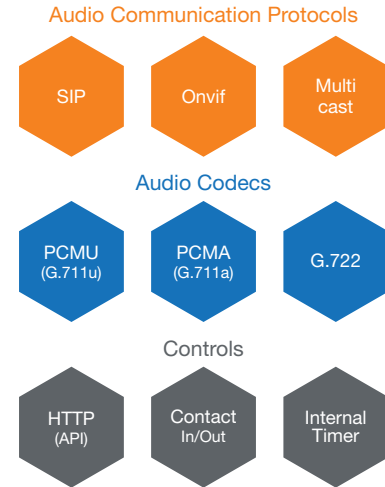 Audio Communication Protocols
SIP
Onvif
Multi
cast
Audio Codecs
PCMU
(G.711u)
PCMA
(G.711a)
G.722
Controls
HTTP
(API)
Contact
In/Out
Internal
Timer